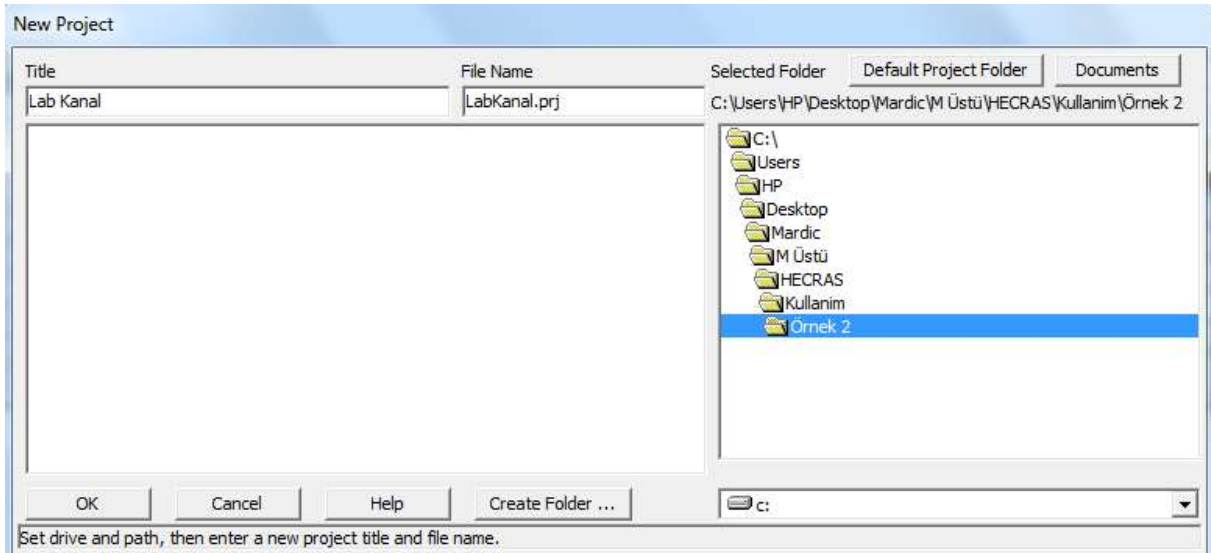 New Project
Title File Name Selected Folder Default Project Folder Documents
Lab Kanal LabKanal.prj C:\Users\HP\Desktop\Mardic\M Üstü\HECRAS\Kullanim\Örnek 2
C:\
Users
HP
Desktop
Mardic
M Üstü
HECRAS
Kullanim
Örnek 2
OK Cancel Help Create Folder ... c:
Set drive and path, then enter a new project title and file name.